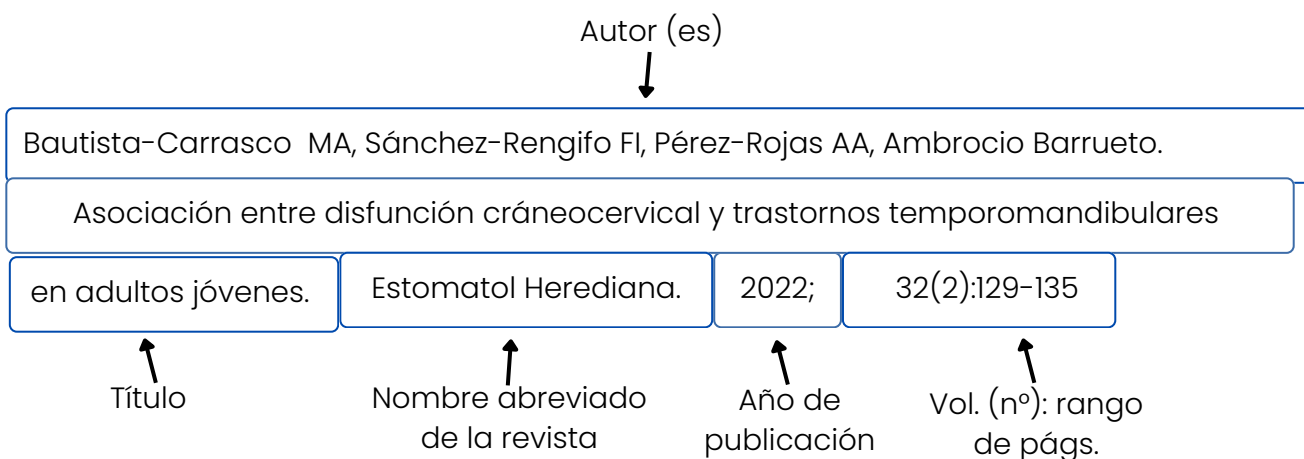 Autor (es)
Bautista-Carrasco MA, Sánchez-Rengifo FI, Pérez-Rojas AA, Ambrocio Barrueto.
Asociación entre disfunción cráneocervical y trastornos temporomandibulares
en adultos jóvenes. Estomatol Herediana. 2022; 32(2):129-135
Título
Nombre abreviado
de la revista
Año de
publicación
Vol. (nº): rango
de págs.